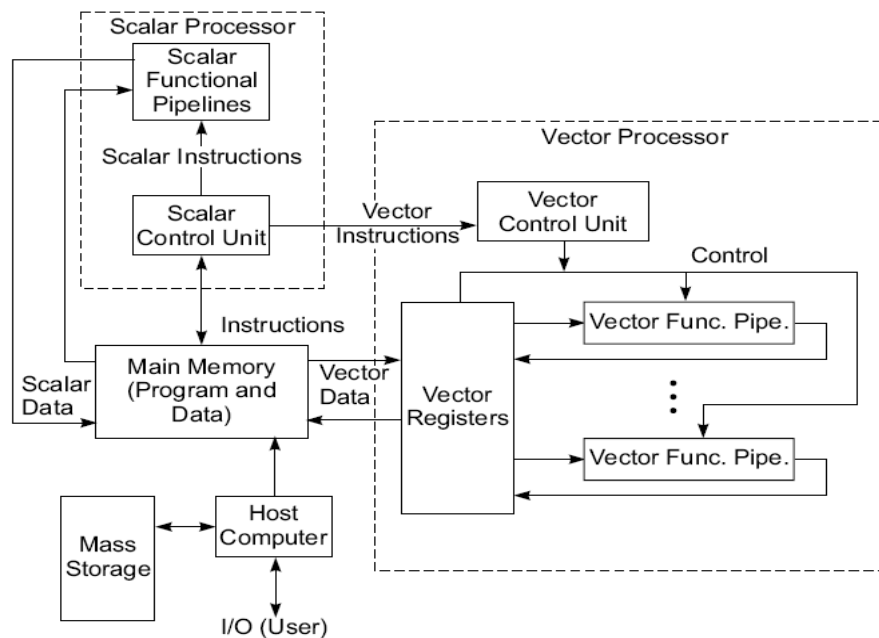 Scalar Processor
Scalar
Functional
Pipelines
Scalar Instructions
Scalar
Control Unit
Vector
Instructions
Vector Processor
Vector
Control Unit
Control
Vector Func. Pipe.
Vector Func. Pipe.
Vector
Registers
Instructions
Main Memory
(Program and
Data)
Scalar
Data
Vector
Data
Host
Computer
Mass
Storage
I/O (User)